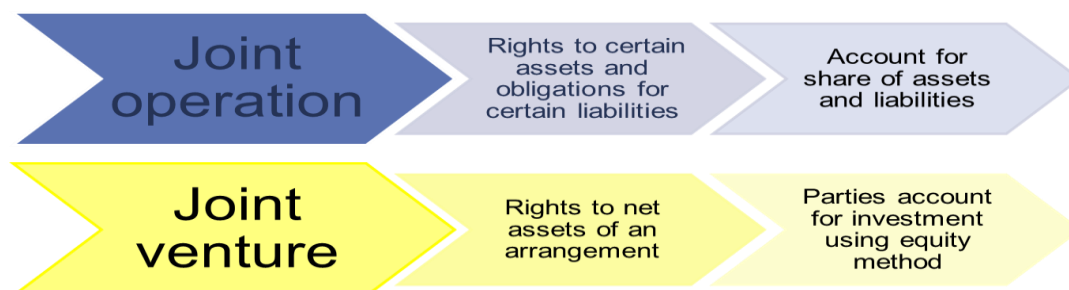 Joint
operation
Rights to certain
assets and
obligations for
certain liabilities
Account for
share of assets
and liabilities
Joint
venture
Rights to net
assets of an
arrangement
Parties account
for investment
using equity
method